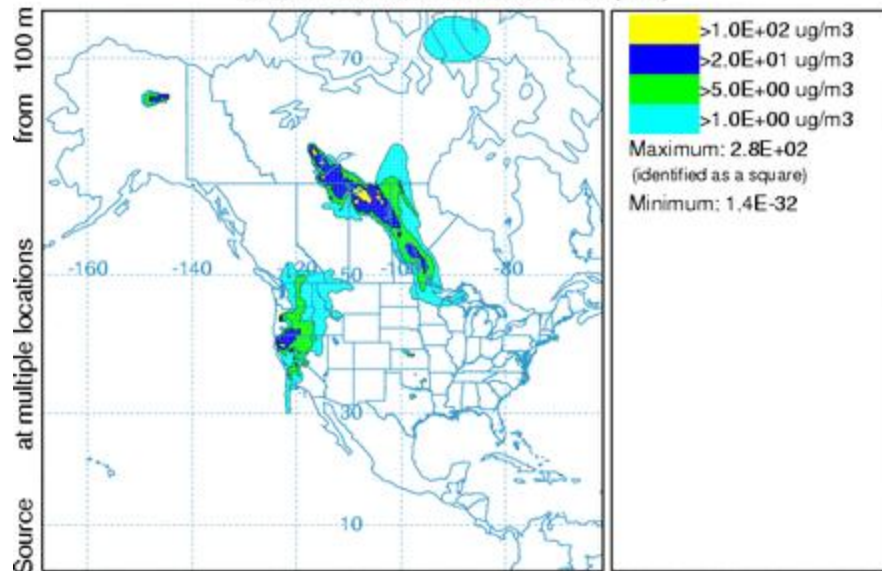 Source at multiple locations from 100 m
70
-160
-140
-120
-100
-80
50
30
10
>1.0E+02 ug/m3
>2.0E+01 ug/m3
>5.0E+00 ug/m3
>1.0E+00 ug/m3
Maximum: 2.8E+02
(identified as a square)
Minimum: 1.4E-32